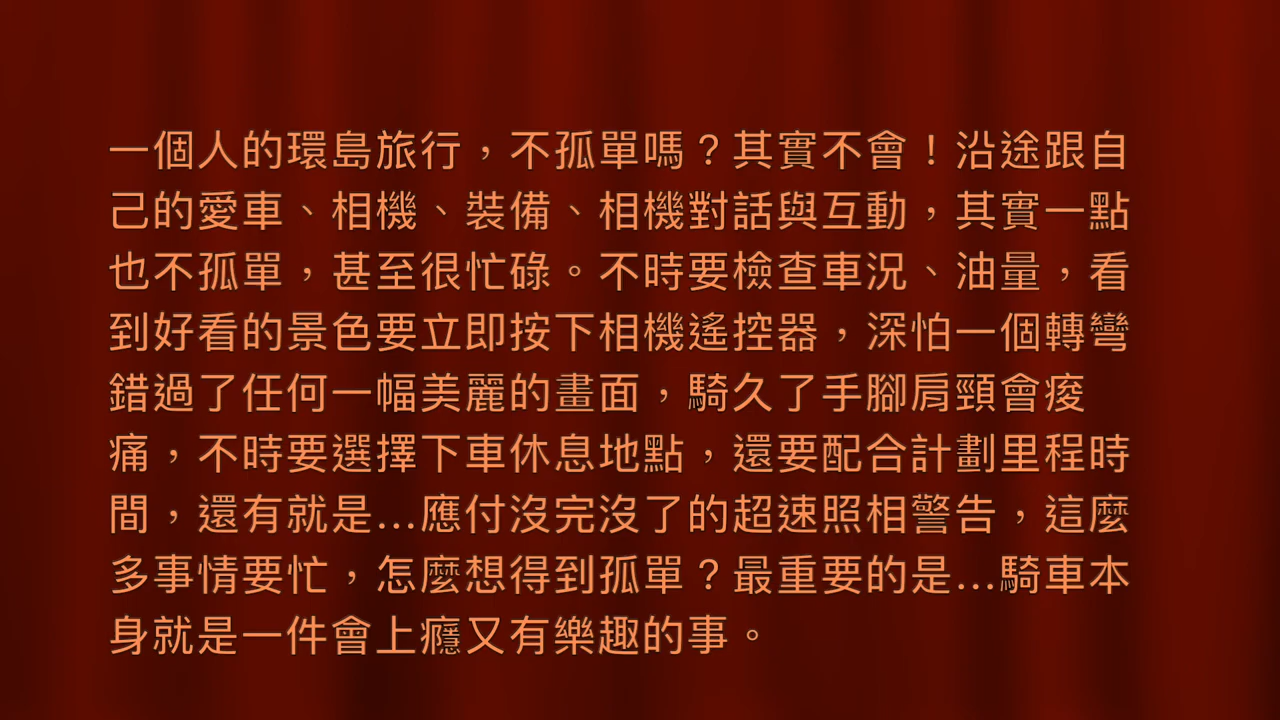 一個人的環島旅行，不孤單嗎？其實不會！沿途跟自
己的愛車、相機、裝備、相機對話與互動，其實一點
也不孤單，甚至很忙碌。不時要檢查車況、油量，看
到好看的景色要立即按下相機遙控器，深怕一個轉彎
錯過了任何一幅美麗的畫面，騎久了手腳肩頸會痠
痛，不時要選擇下車休息地點，還要配合計劃里程時
間，還有就是...應付沒完沒了的超速照相警告，這麼
多事情要忙，怎麼想得到孤單？最重要的是...騎車本
身就是一件會上癮又有樂趣的事。